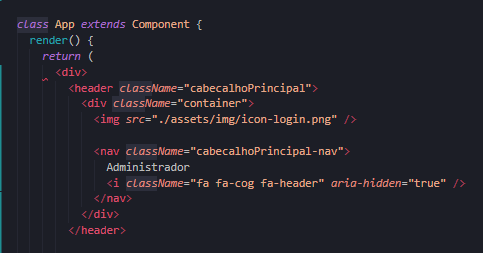 class App extends Component {
render() {
return (
<div>
<header className="cabecalhoPrincipal">
<div className="container">
<img src="./assets/img/icon-login.png" />
<nav className="cabecalhoPrincipal-nav">
Administrador
<i className="fa fa-cog fa-header" aria-hidden="true" />
</nav>
</div>
</header>